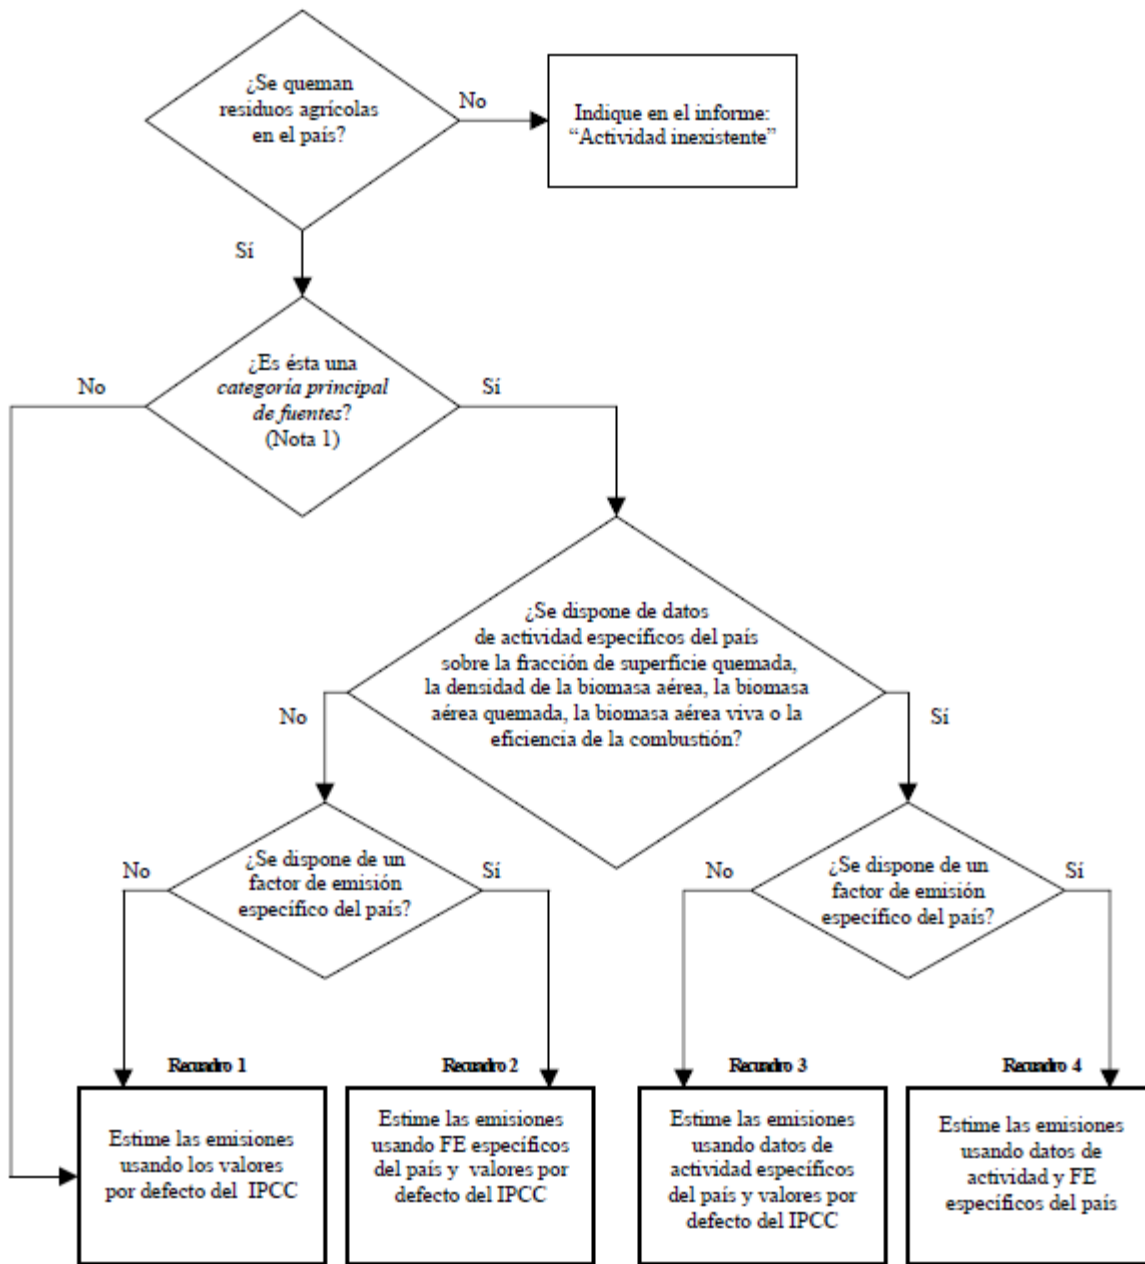 ¿Se queman
residuos agrícolas
en el país?
No
Indique en el informe:
“Actividad inexistente”
Sí
¿Es ésta una
categoría principal
de fuentes?
(Nota 1)
No
Sí
¿Se dispone de datos
de actividad específicos del país
sobre la fracción de superficie quemada,
la densidad de la biomasa aérea, la biomasa
aérea quemada, la biomasa aérea viva o la
eficiencia de la combustión?
No
Sí
¿Se dispone de un
factor de emisión
específico del país?
No
Sí
¿Se dispone de un
factor de emisión
específico del país?
No
Sí
Recuadro 1
Estime las emisiones
usando los valores
por defecto del IPCC
Recuadro 2
Estime las emisiones
usando FE específicos
del país y valores por
defecto del IPCC
Recuadro 3
Estime las emisiones
usando datos de
actividad específicos
del país y valores por
defecto del IPCC
Recuadro 4
Estime las emisiones
usando datos de
actividad y FE
específicos del país